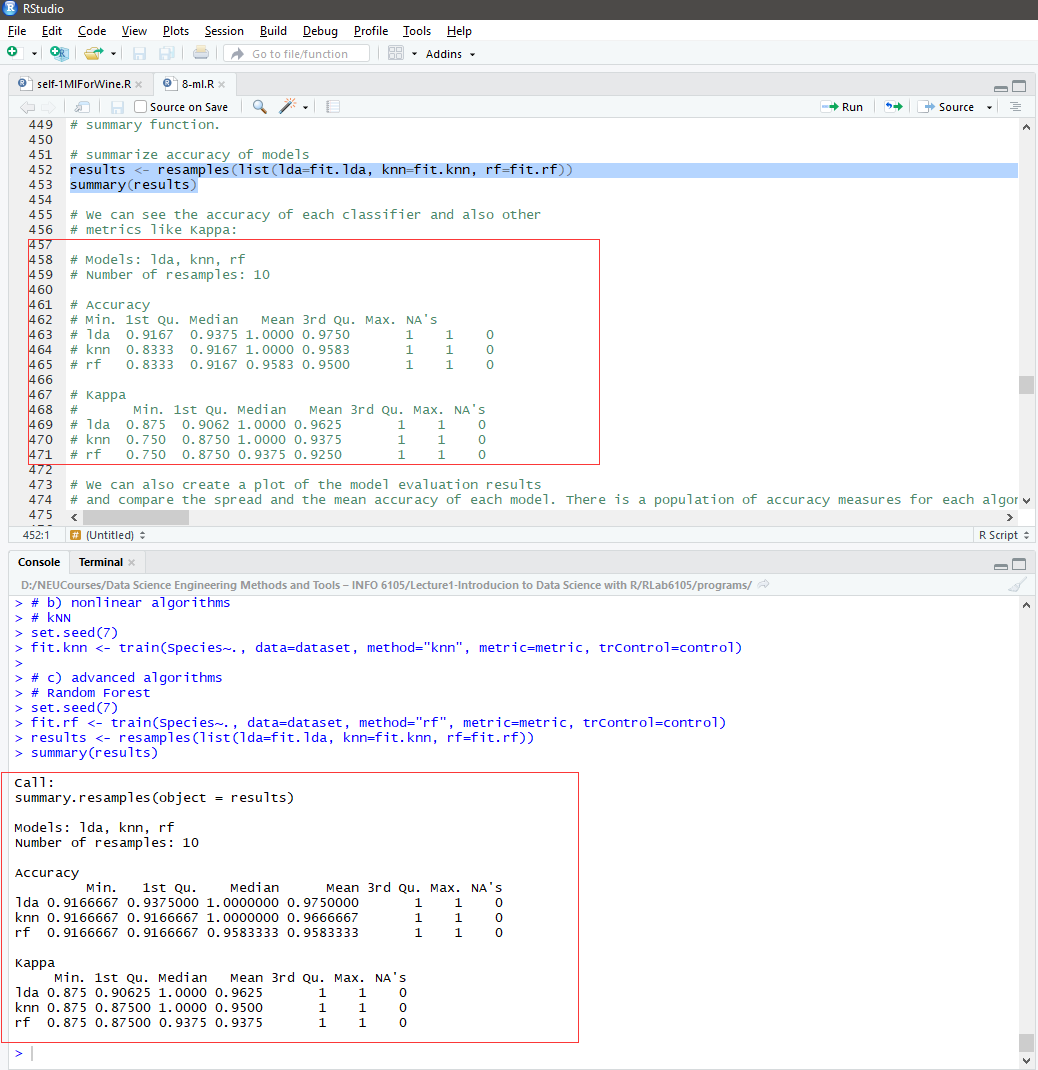 RStudio
File Edit Code View Plots Session Build Debug Profile Tools Help
Go to file/function Addins
self-1MlForWine.R × 8-ml.R ×
Source on Save Run Source
449 # summary function.
450
451 # summarize accuracy of models
452 results <- resamples(list(lda=fit.lda, knn=fit.knn, rf=fit.rf))
453 summary(results)
454
455 # We can see the accuracy of each classifier and also other
456 # metrics like Kappa:
457
458 # Models: lda, knn, rf
459 # Number of resamples: 10
460
461 # Accuracy
462 # Min. 1st Qu. Median Mean 3rd Qu. Max. NA's
463 # lda 0.9167 0.9375 1.0000 0.9750 1 1 0
464 # knn 0.8333 0.9167 1.0000 0.9583 1 1 0
465 # rf 0.8333 0.9167 0.9583 0.9500 1 1 0
466
467 # Kappa
468 # Min. 1st Qu. Median Mean 3rd Qu. Max. NA's
469 # lda 0.875 0.9062 1.0000 0.9625 1 1 0
470 # knn 0.750 0.8750 1.0000 0.9375 1 1 0
471 # rf 0.750 0.8750 0.9375 0.9250 1 1 0
472
473 # We can also create a plot of the model evaluation results
474 # and compare the spread and the mean accuracy of each model. There is a population of accuracy measures for each algor
475
452:1 # (Untitled) R Script
Console Terminal ×
D:/NEUCourses/Data Science Engineering Methods and Tools – INFO 6105/Lecture1-Introducion to Data Science with R/RLab6105/programs/
> # b) nonlinear algorithms
> # kNN
> set.seed(7)
> fit.knn <- train(Species~., data=dataset, method="knn", metric=metric, trControl=control)
>
> # c) advanced algorithms
> # Random Forest
> set.seed(7)
> fit.rf <- train(Species~., data=dataset, method="rf", metric=metric, trControl=control)
> results <- resamples(list(lda=fit.lda, knn=fit.knn, rf=fit.rf))
> summary(results)
Call:
summary.resamples(object = results)
Models: lda, knn, rf
Number of resamples: 10
Accuracy
Min. 1st Qu. Median Mean 3rd Qu. Max. NA's
lda 0.9166667 0.9375000 1.0000000 0.9750000 1 1 0
knn 0.9166667 0.9166667 1.0000000 0.9666667 1 1 0
rf 0.9166667 0.9166667 0.9583333 0.9583333 1 1 0
Kappa
Min. 1st Qu. Median Mean 3rd Qu. Max. NA's
lda 0.875 0.90625 1.0000 0.9625 1 1 0
knn 0.875 0.87500 1.0000 0.9500 1 1 0
rf 0.875 0.87500 0.9375 0.9375 1 1 0
>